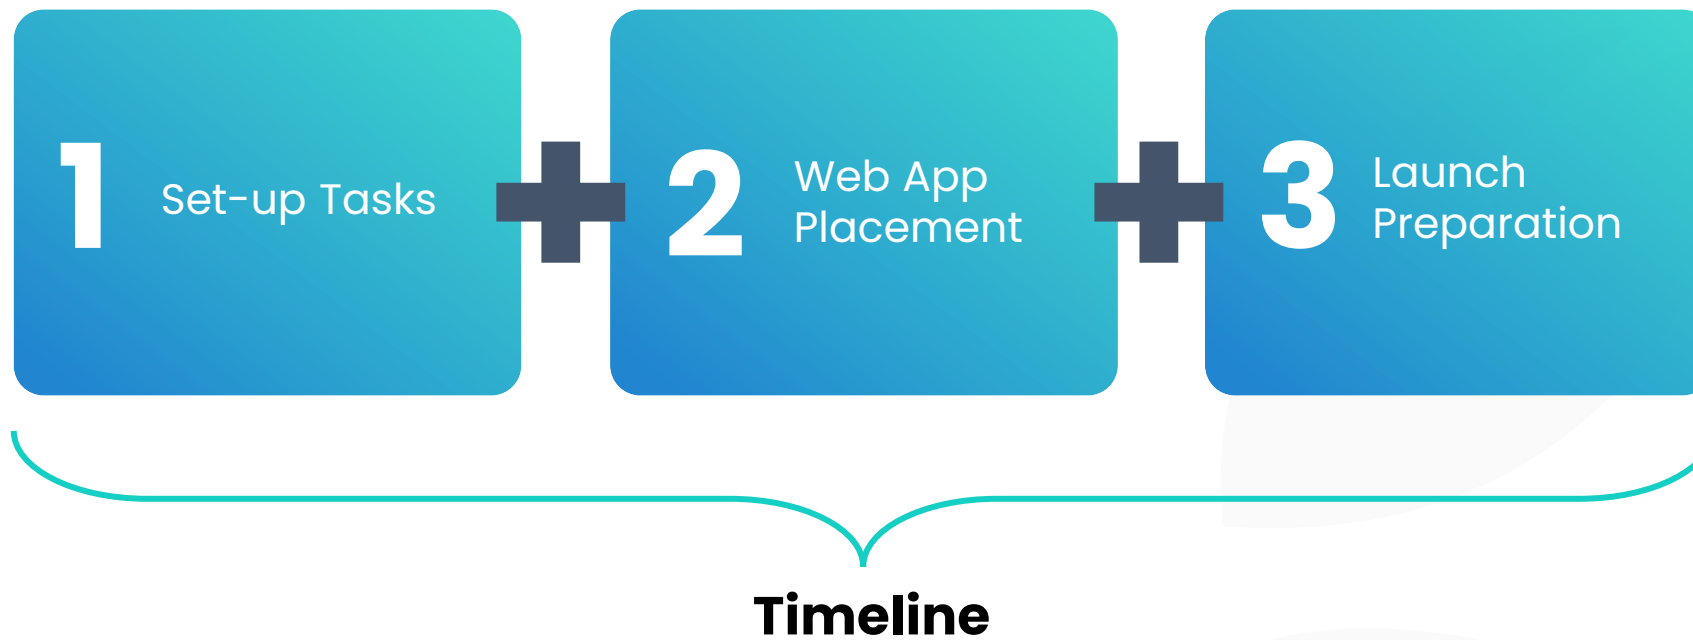 1
Set-up Tasks
2
Web App
Placement
3
Launch
Preparation
Timeline